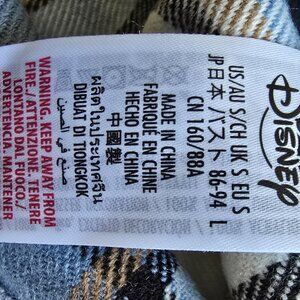 Disney
US/AU S/CH UK S EU S
JP日本 バスト 86-94 L
CN 160/88A
MADE IN CHINA
FABRIQUÉ EN CHINE
HECHO EN CHINA
中國製
ผลิตในประเทศจีน
صنع في الصين
DIBUAT DI TIONGKOK
WARNING. KEEP AWAY FROM
FIRE./ ATTENZIONE. TENERE
LONTANO DAL FUOCO./
ADVERTENCIA. MANTENER